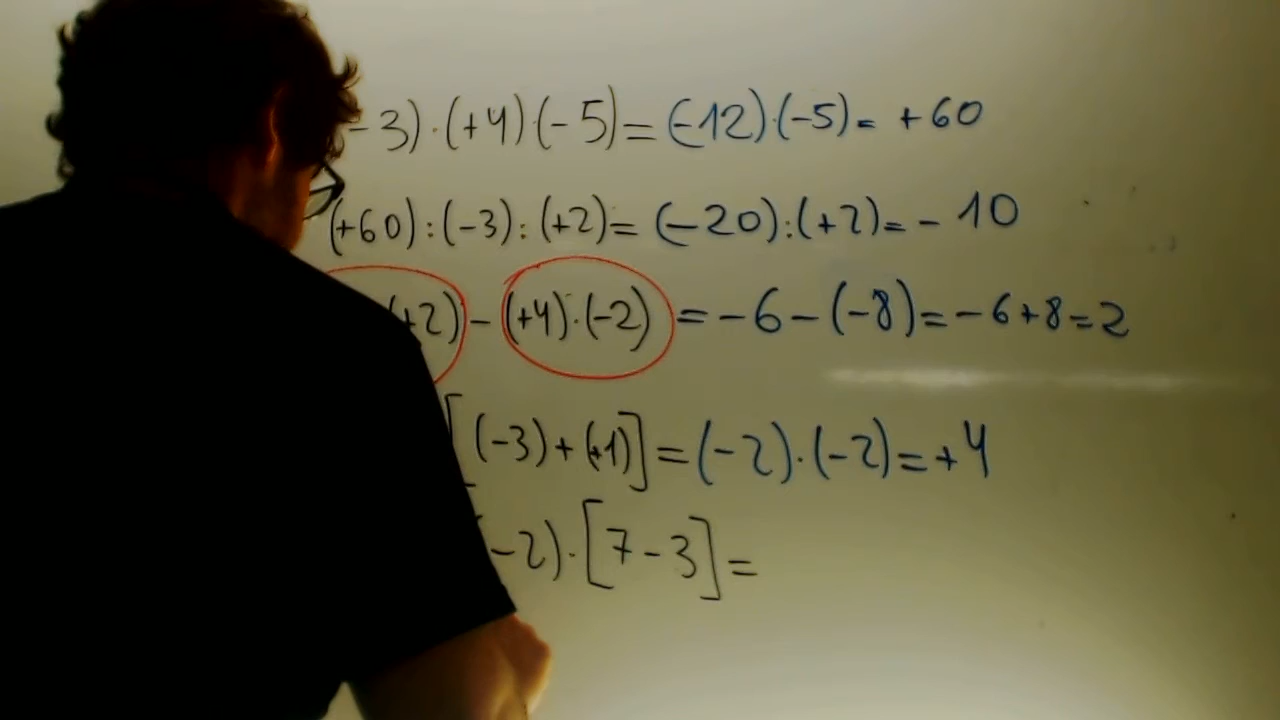 - 3) · (+4) (-5) = (-12) · (-5) = +60
(+60) : (-3) : (+2) = (-20) : (+2) = - 10
+2) - (+4) · (-2) = -6 - (-8) = -6+8 = 2
[(-3) + (+1)] = (-2) · (-2) = +4
-2) · [7-3] =